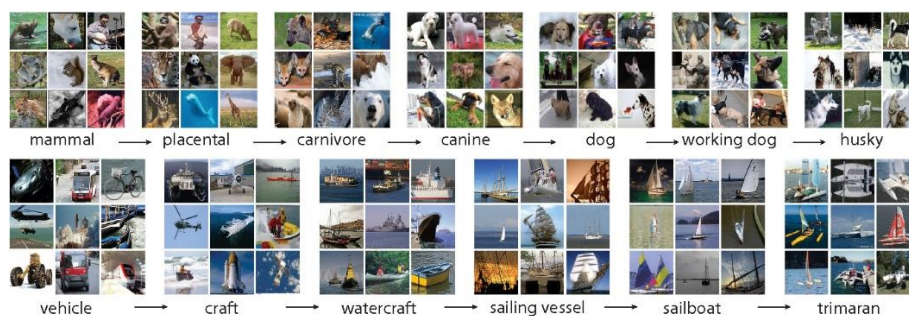 mammal → placental → carnivore → canine → dog → working dog → husky
vehicle → craft → watercraft → sailing vessel → sailboat → trimaran